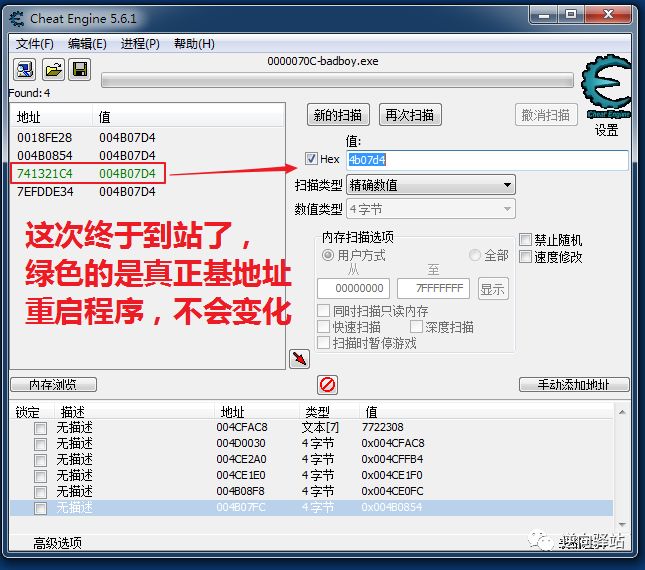 Cheat Engine 5.6.1
文件(F) 编辑(E) 进程(P) 帮助(H)
0000070C-badboy.exe
Found: 4
地址 值
0018FE28 004B07D4
004B0854 004B07D4
741321C4 004B07D4
7EFDDE34 004B07D4
这次终于到站了，
绿色的是真正基地址
重启程序，不会变化
新的扫描 再次扫描 撤消扫描
Cheat Engine
设置
值:
Hex 4b07d4
扫描类型 精确数值
数值类型 4 字节
内存扫描选项
用户方式 全部
从 至
00000000 7FFFFFFF 显示
同时扫描只读内存
快速扫描 深度扫描
扫描时暂停游戏
禁止随机
速度修改
内存浏览 手动添加地址
锁定 描述 地址 类型 值
无描述 004CFAC8 文本[7] 7722308
无描述 004D0030 4 字节 0x004CFAC8
无描述 004CE2A0 4 字节 0x004CFFB4
无描述 004CE1E0 4 字节 0x004CE1F0
无描述 004B08F8 4 字节 0x004CE0FC
无描述 004B07FC 4 字节 0x004B0854
高级选项
驿站